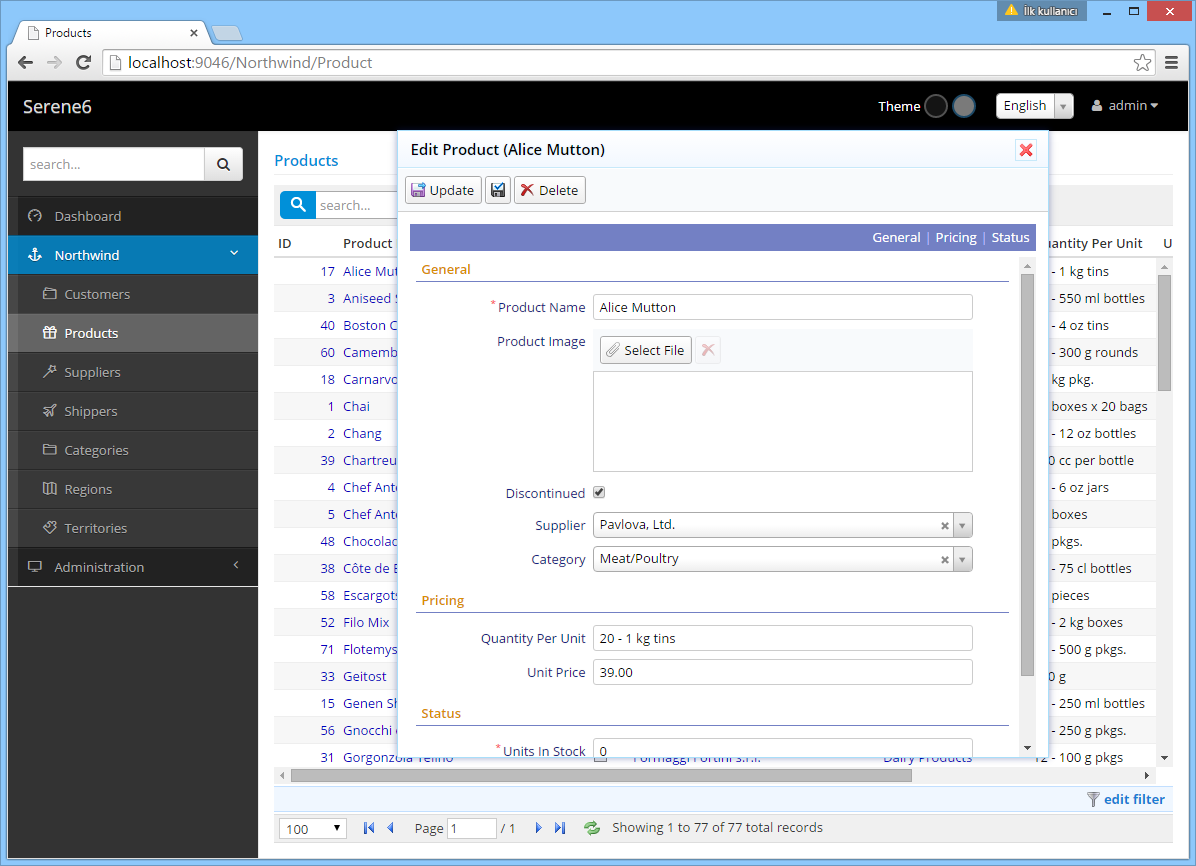 İlk kullanıcı
Products
localhost:9046/Northwind/Product
Serene6
Theme
English
admin
search...
Dashboard
Northwind
Customers
Products
Suppliers
Shippers
Categories
Regions
Territories
Administration
Products
search...
ID Product
17 Alice Mut
- 1 kg tins
3 Aniseed
- 550 ml bottles
40 Boston C
- 4 oz tins
60 Camemb
- 300 g rounds
18 Carnarvo
kg pkg.
1 Chai
boxes x 20 bags
2 Chang
- 12 oz bottles
39 Chartreu
0 cc per bottle
4 Chef Ant
- 6 oz jars
5 Chef Ant
boxes
48 Chocolad
pkgs.
38 Côte de B
- 75 cl bottles
58 Escargots
pieces
52 Filo Mix
- 2 kg boxes
71 Flotemys
- 500 g pkgs.
33 Geitost
0 g
15 Genen Sh
- 250 ml bottles
56 Gnocchi
- 250 g pkgs.
31 Gorgonzola Telino Formaggi Fortini s.r.l. Dairy Products 12 - 100 g pkgs
antity Per Unit U
Edit Product (Alice Mutton)
Update
Delete
General | Pricing | Status
General
*Product Name Alice Mutton
Product Image
Select File
Discontinued
Supplier Pavlova, Ltd.
Category Meat/Poultry
Pricing
Quantity Per Unit 20 - 1 kg tins
Unit Price 39.00
Status
*Units In Stock 0
edit filter
100
Page 1 / 1
Showing 1 to 77 of 77 total records